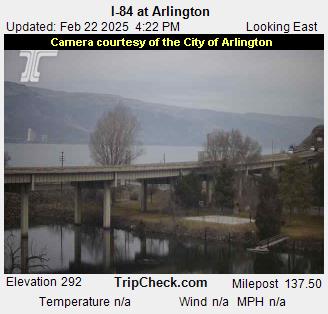 I-84 at Arlington
Updated: Feb 22 2025 4:22 PM Looking East
Camera courtesy of the City of Arlington
Elevation 292 TripCheck.com Milepost 137.50
Temperature n/a Wind n/a MPH n/a